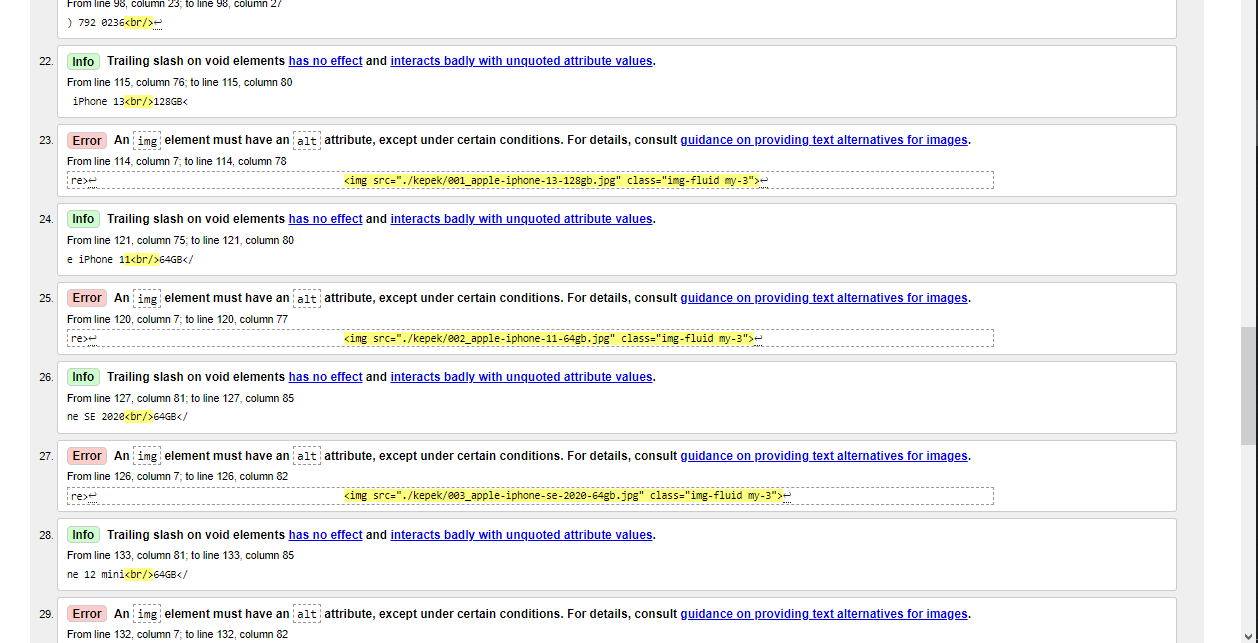 From line 98, column 23; to line 98, column 27
) 792 0236<br/>↩
22. Info Trailing slash on void elements has no effect and interacts badly with unquoted attribute values.
From line 115, column 76; to line 115, column 80
iPhone 13<br/>128GB<
23. Error An img element must have an alt attribute, except under certain conditions. For details, consult guidance on providing text alternatives for images.
From line 114, column 7; to line 114, column 78
re>↩ <img src="./kepek/001_apple-iphone-13-128gb.jpg" class="img-fluid my-3">↩
24. Info Trailing slash on void elements has no effect and interacts badly with unquoted attribute values.
From line 121, column 75; to line 121, column 80
e iPhone 11<br/>64GB</
25. Error An img element must have an alt attribute, except under certain conditions. For details, consult guidance on providing text alternatives for images.
From line 120, column 7; to line 120, column 77
re>↩ <img src="./kepek/002_apple-iphone-11-64gb.jpg" class="img-fluid my-3">↩
26. Info Trailing slash on void elements has no effect and interacts badly with unquoted attribute values.
From line 127, column 81; to line 127, column 85
ne SE 2020<br/>64GB</
27. Error An img element must have an alt attribute, except under certain conditions. For details, consult guidance on providing text alternatives for images.
From line 126, column 7; to line 126, column 82
re>↩ <img src="./kepek/003_apple-iphone-se-2020-64gb.jpg" class="img-fluid my-3">↩
28. Info Trailing slash on void elements has no effect and interacts badly with unquoted attribute values.
From line 133, column 81; to line 133, column 85
ne 12 mini<br/>64GB</
29. Error An img element must have an alt attribute, except under certain conditions. For details, consult guidance on providing text alternatives for images.
From line 132, column 7; to line 132, column 82